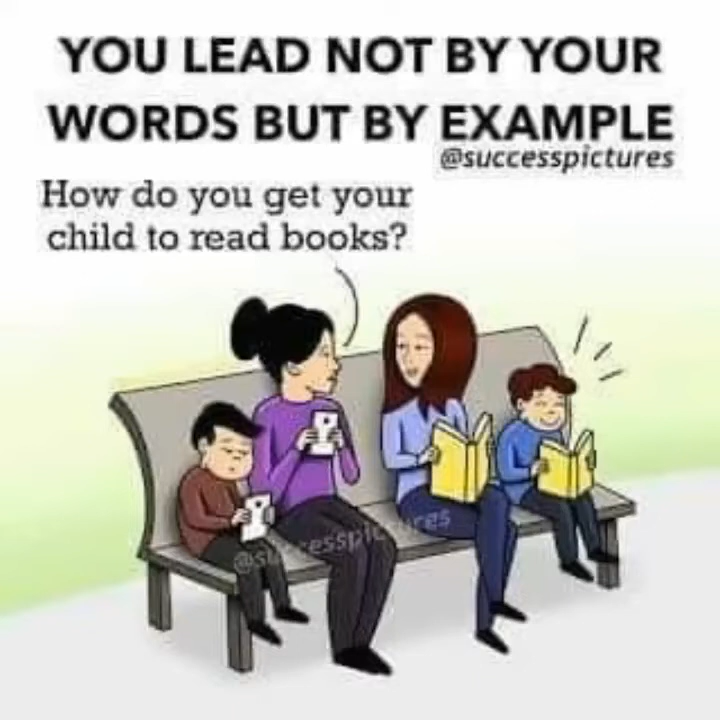 YOU LEAD NOT BY YOUR
WORDS BUT BY EXAMPLE
@successpictures
How do you get your
child to read books?
@successpictures